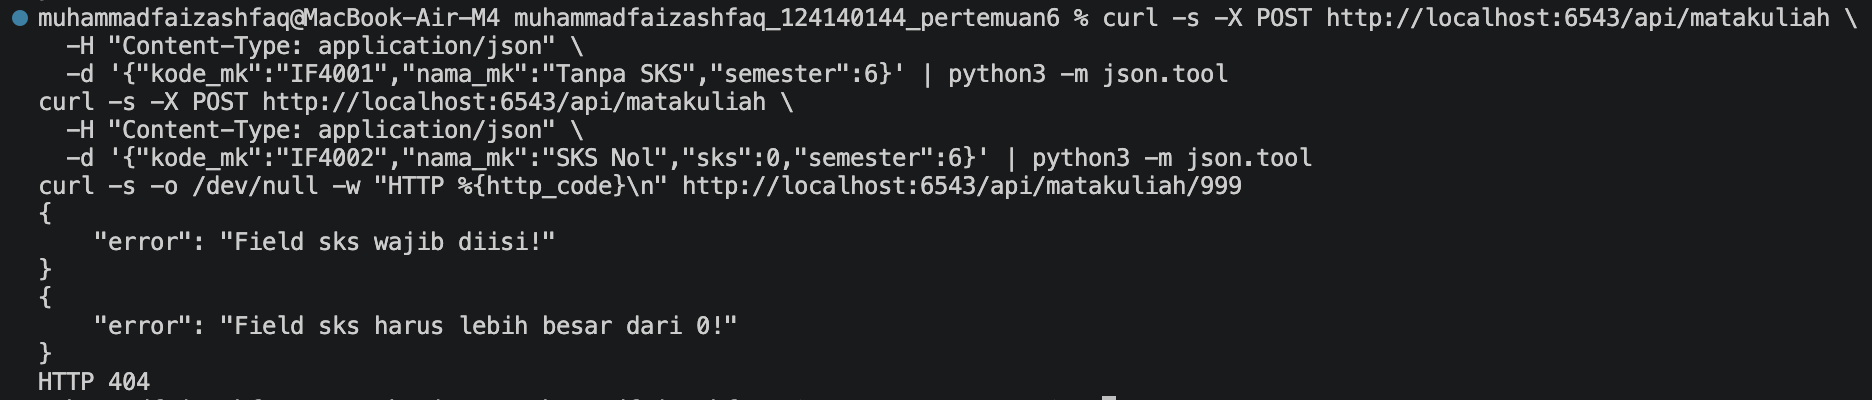 muhammadfaizashfaq@MacBook-Air-M4 muhammadfaizashfaq_124140144_pertemuan6 % curl -s -X POST http://localhost:6543/api/matakuliah \
  -H "Content-Type: application/json" \
  -d '{"kode_mk":"IF4001","nama_mk":"Tanpa SKS","semester":6}' | python3 -m json.tool
curl -s -X POST http://localhost:6543/api/matakuliah \
  -H "Content-Type: application/json" \
  -d '{"kode_mk":"IF4002","nama_mk":"SKS Nol","sks":0,"semester":6}' | python3 -m json.tool
curl -s -o /dev/null -w "HTTP %{http_code}\n" http://localhost:6543/api/matakuliah/999
{
    "error": "Field sks wajib diisi!"
}
{
    "error": "Field sks harus lebih besar dari 0!"
}
HTTP 404